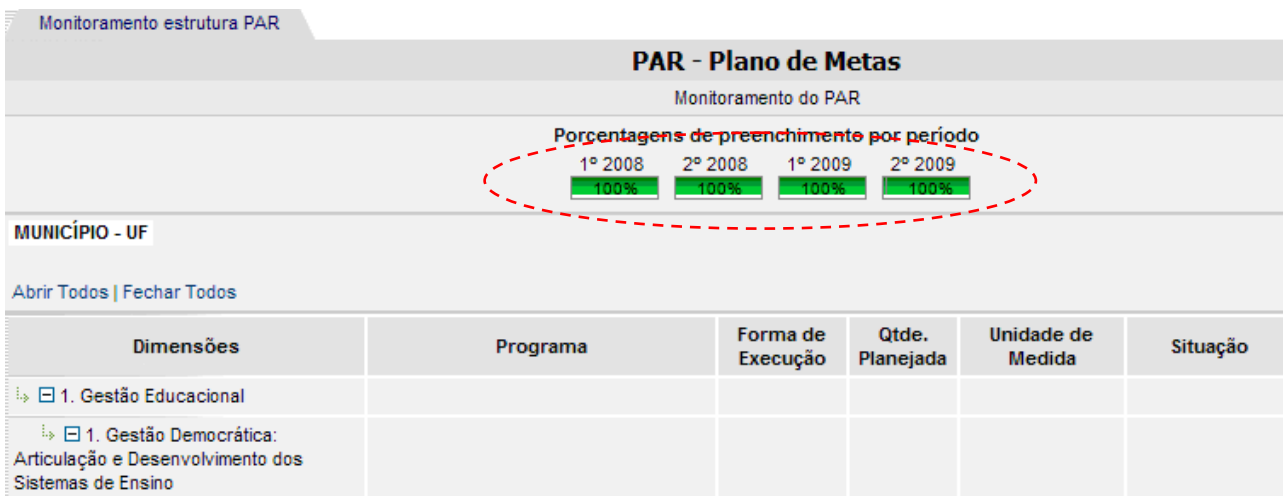 Monitoramento estrutura PAR
PAR - Plano de Metas
Monitoramento do PAR
Porcentagens de preenchimento por período
1º 2008 2º 2008 1º 2009 2º 2009
100% 100% 100% 100%
MUNICÍPIO - UF
Abrir Todos | Fechar Todos
Dimensões Programa Forma de Execução Qtde. Planejada Unidade de Medida Situação
1. Gestão Educacional
1. Gestão Democrática:
Articulação e Desenvolvimento dos
Sistemas de Ensino